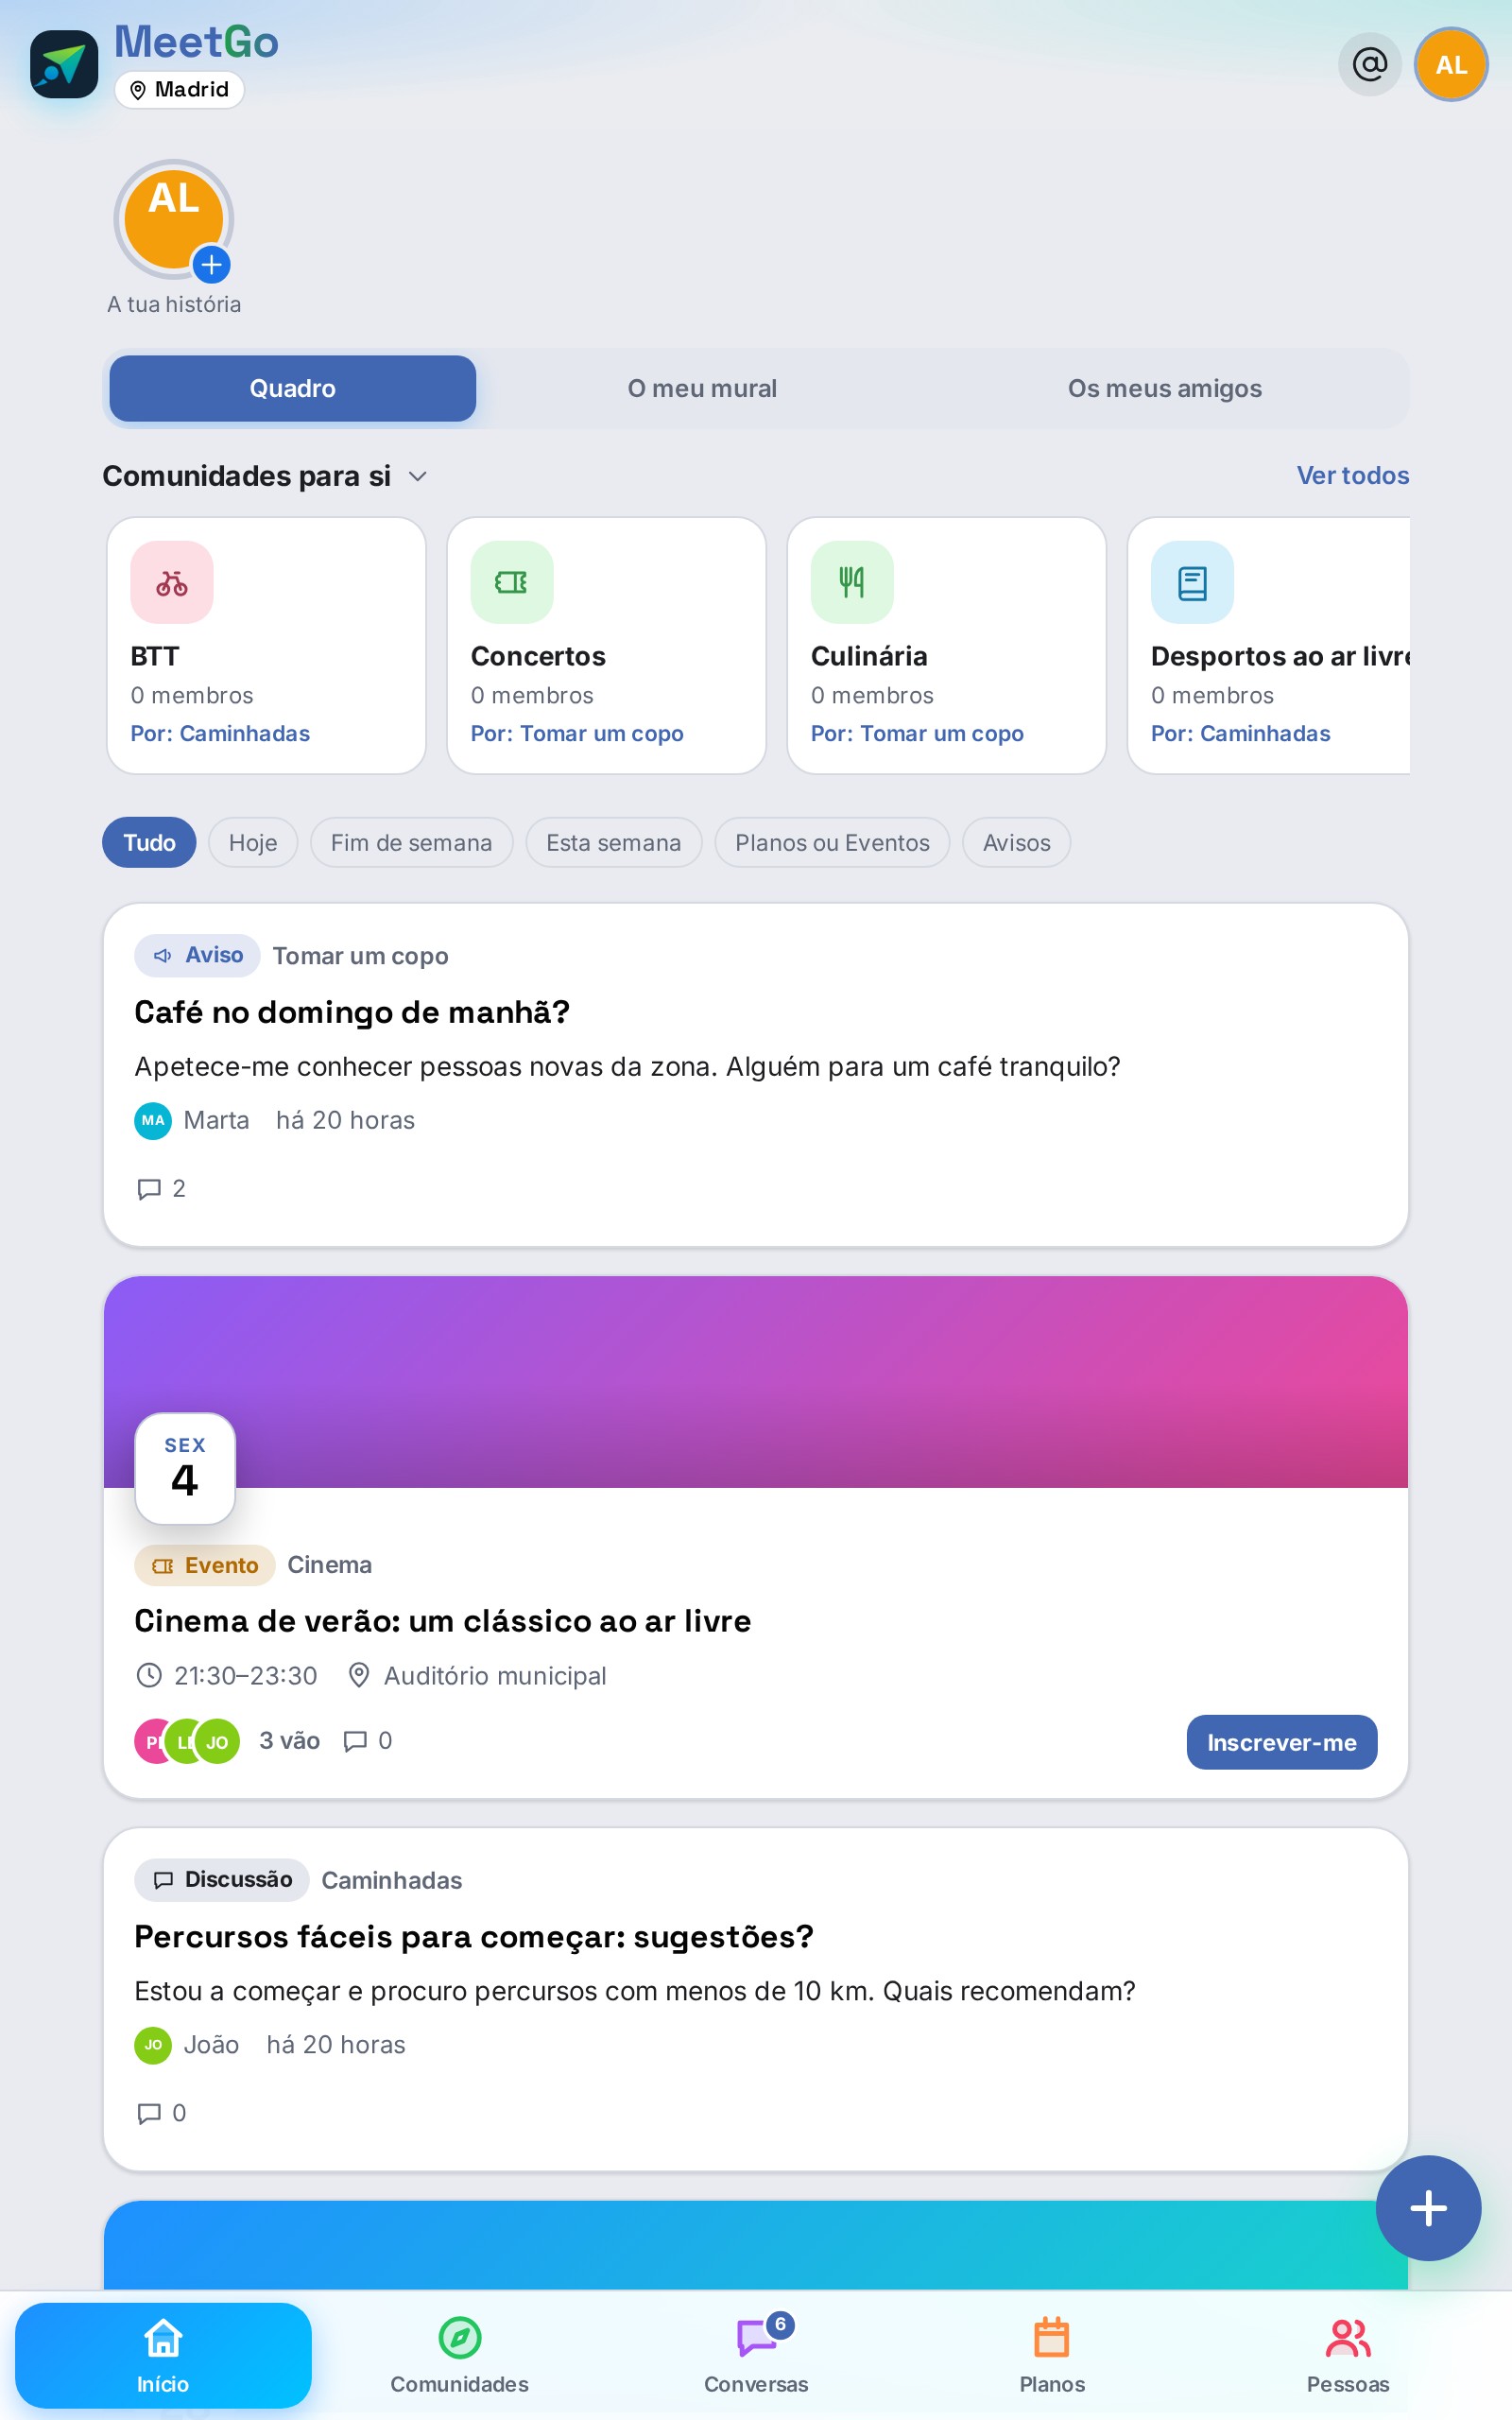 MeetGo
Madrid
@
AL
AL
A tua história
Quadro
O meu mural
Os meus amigos
Comunidades para si
Ver todos
BTT
0 membros
Por: Caminhadas
Concertos
0 membros
Por: Tomar um copo
Culinária
0 membros
Por: Tomar um copo
Desportos ao ar livre
0 membros
Por: Caminhadas
Tudo
Hoje
Fim de semana
Esta semana
Planos ou Eventos
Avisos
Aviso
Tomar um copo
Café no domingo de manhã?
Apetece-me conhecer pessoas novas da zona. Alguém para um café tranquilo?
MA
Marta
há 20 horas
2
SEX
4
Evento
Cinema
Cinema de verão: um clássico ao ar livre
21:30–23:30
Auditório municipal
JO
3 vão
0
Inscrever-me
Discussão
Caminhadas
Percursos fáceis para começar: sugestões?
Estou a começar e procuro percursos com menos de 10 km. Quais recomendam?
JO
João
há 20 horas
0
Início
Comunidades
6
Conversas
Planos
Pessoas